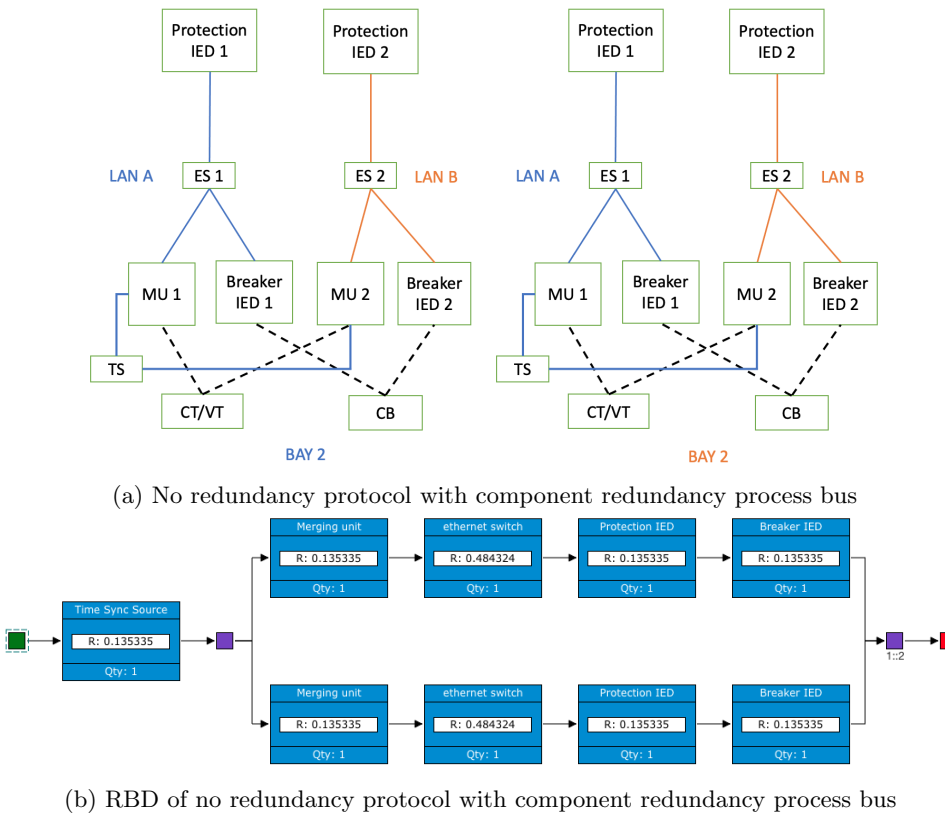 Protection
IED 1
Protection
IED 2
Protection
IED 1
Protection
IED 2
LAN A
ES 1
ES 2
LAN B
LAN A
ES 1
ES 2
LAN B
MU 1
Breaker
IED 1
MU 2
Breaker
IED 2
MU 1
Breaker
IED 1
MU 2
Breaker
IED 2
TS
TS
CT/VT
CB
CT/VT
CB
BAY 2
BAY 2
(a) No redundancy protocol with component redundancy process bus
Merging unit
R: 0.135335
Qty: 1
ethernet switch
R: 0.484324
Qty: 1
Protection IED
R: 0.135335
Qty: 1
Breaker IED
R: 0.135335
Qty: 1
Time Sync Source
R: 0.135335
Qty: 1
1::2
Merging unit
R: 0.135335
Qty: 1
ethernet switch
R: 0.484324
Qty: 1
Protection IED
R: 0.135335
Qty: 1
Breaker IED
R: 0.135335
Qty: 1
(b) RBD of no redundancy protocol with component redundancy process bus